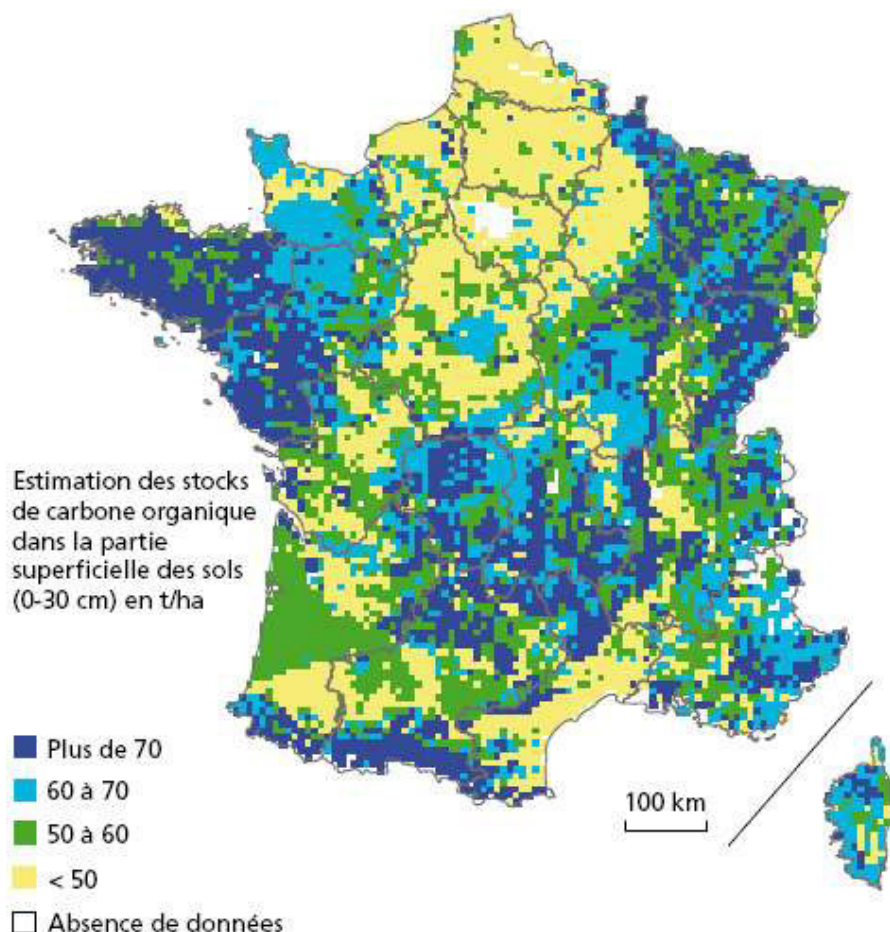 Estimation des stocks
de carbone organique
dans la partie
superficielle des sols
(0-30 cm) en t/ha
Plus de 70
60 à 70
50 à 60
< 50
Absence de données
100 km